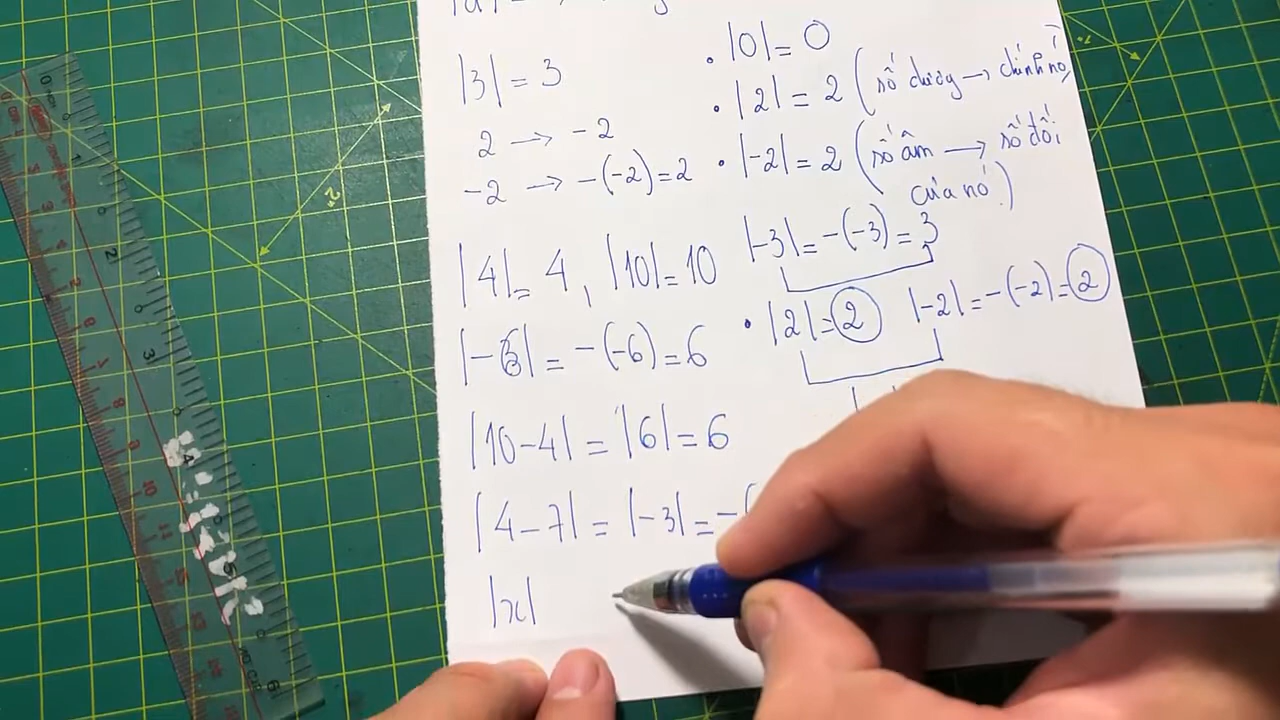 |3| = 3
2 → -2
-2 → -(-2)=2
|4|= 4, |10|=10
|-6|= -(-6)=6
|10-4| = |6|=6
|4-7| = |-3|=-(
|x|
• |0|= 0
• |2| = 2 (số dương → chính nó)
• |-2| = 2 (số âm → số đối
của nó)
|-3|=-(-3)=3
• |2|=2 |-2|=-(-2)=2